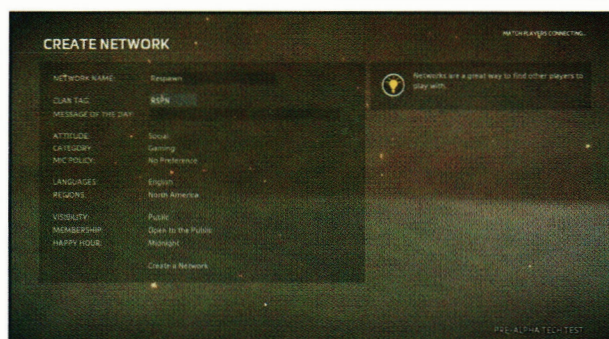 CREATE NETWORK
MATCH PLAYERS CONNECTING...
NETWORK NAME: Respawn
CLAN TAG: RSPN
MESSAGE OF THE DAY:
ATTITUDE: Social
CATEGORY: Gaming
MIC POLICY: No Preference
LANGUAGES: English
REGIONS: North America
VISIBILITY: Public
MEMBERSHIP: Open to the Public
HAPPY HOUR: Midnight
Create a Network
Networks are a great way to find other players to
play with.
PRE-ALPHA TECH TEST